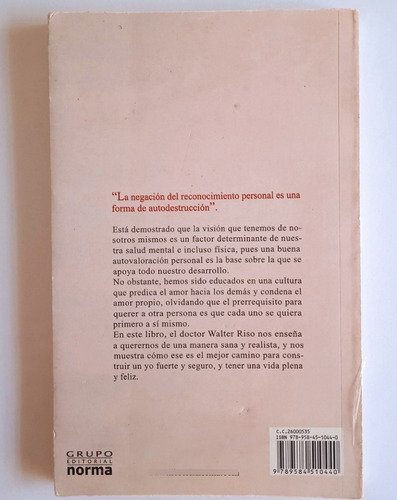 “La negación del reconocimiento personal es una
forma de autodestrucción”.
Está demostrado que la visión que tenemos de no-
sotros mismos es un factor determinante de nues-
tra salud mental e incluso física, pues una buena
autovaloración personal es la base sobre la que se
apoya todo nuestro desarrollo.
No obstante, hemos sido educados en una cultura
que predica el amor hacia los demás y condena el
amor propio, olvidando que el prerrequisito para
querer a otra persona es que cada uno se quiera
primero a sí mismo.
En este libro, el doctor Walter Riso nos enseña
a querernos de una manera sana y realista, y nos
muestra cómo ese es el mejor camino para cons-
truir un yo fuerte y seguro, y tener una vida plena
y feliz.
GRUPO
EDITORIAL
norma
C.C.26000535
ISBN 978-958-45-1044-0
9 789584 510440